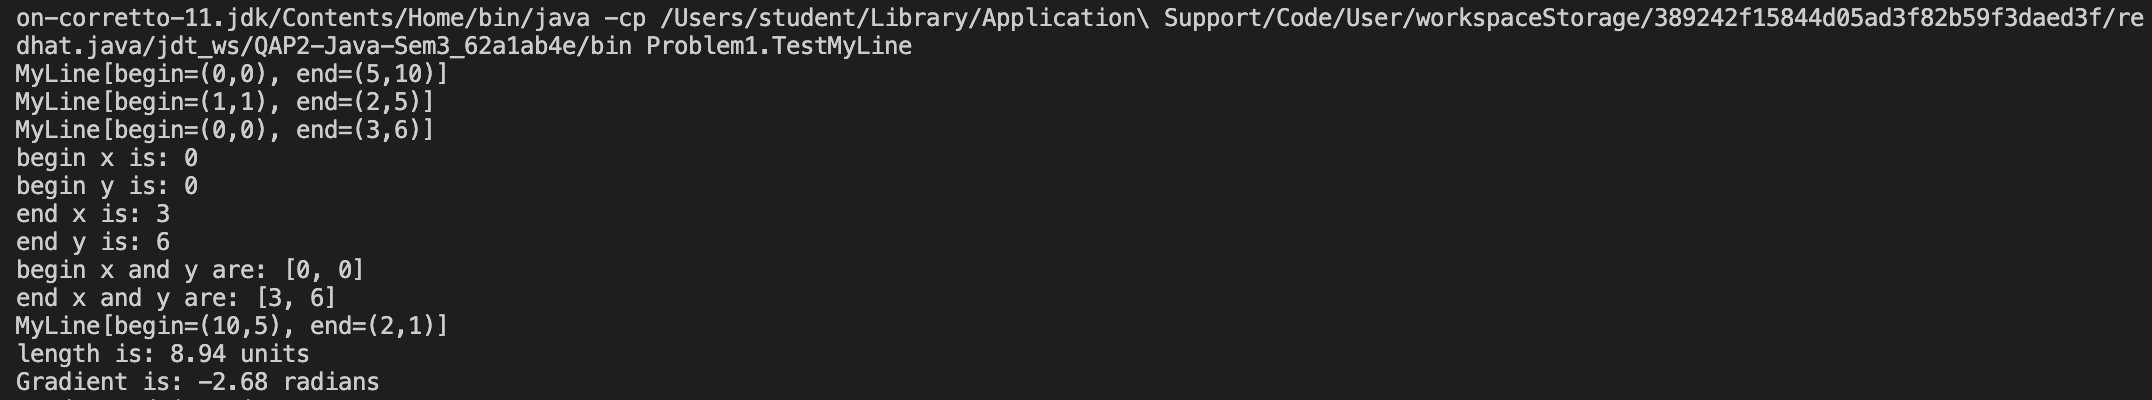 on-corretto-11.jdk/Contents/Home/bin/java -cp /Users/student/Library/Application\ Support/Code/User/workspaceStorage/389242f15844d05ad3f82b59f3daed3f/re
dhat.java/jdt_ws/QAP2-Java-Sem3_62a1ab4e/bin Problem1.TestMyLine
MyLine[begin=(0,0), end=(5,10)]
MyLine[begin=(1,1), end=(2,5)]
MyLine[begin=(0,0), end=(3,6)]
begin x is: 0
begin y is: 0
end x is: 3
end y is: 6
begin x and y are: [0, 0]
end x and y are: [3, 6]
MyLine[begin=(10,5), end=(2,1)]
length is: 8.94 units
Gradient is: -2.68 radians